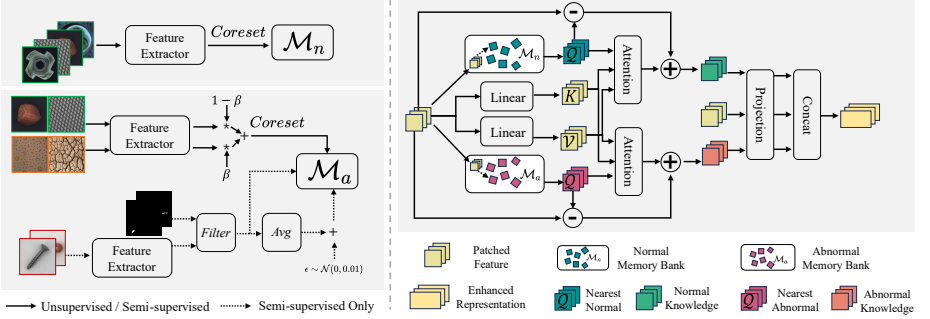 Feature
Extractor
Coreset
ℳn
1 − β
Feature
Extractor
*
*
+
Coreset
β
ℳa
Filter
Avg
+
Feature
Extractor
ϵ ∼ 𝒩(0, 0.01)
Unsupervised / Semi-supervised
Semi-supervised Only
−
ℳn
Q
Attention
+
Linear
K
Linear
V
Attention
+
ℳa
Q
−
Projection
Concat
Patched
Feature
ℳn
Normal
Memory Bank
ℳa
Abnormal
Memory Bank
Enhanced
Representation
Q
Nearest
Normal
Normal
Knowledge
Q
Nearest
Abnormal
Abnormal
Knowledge